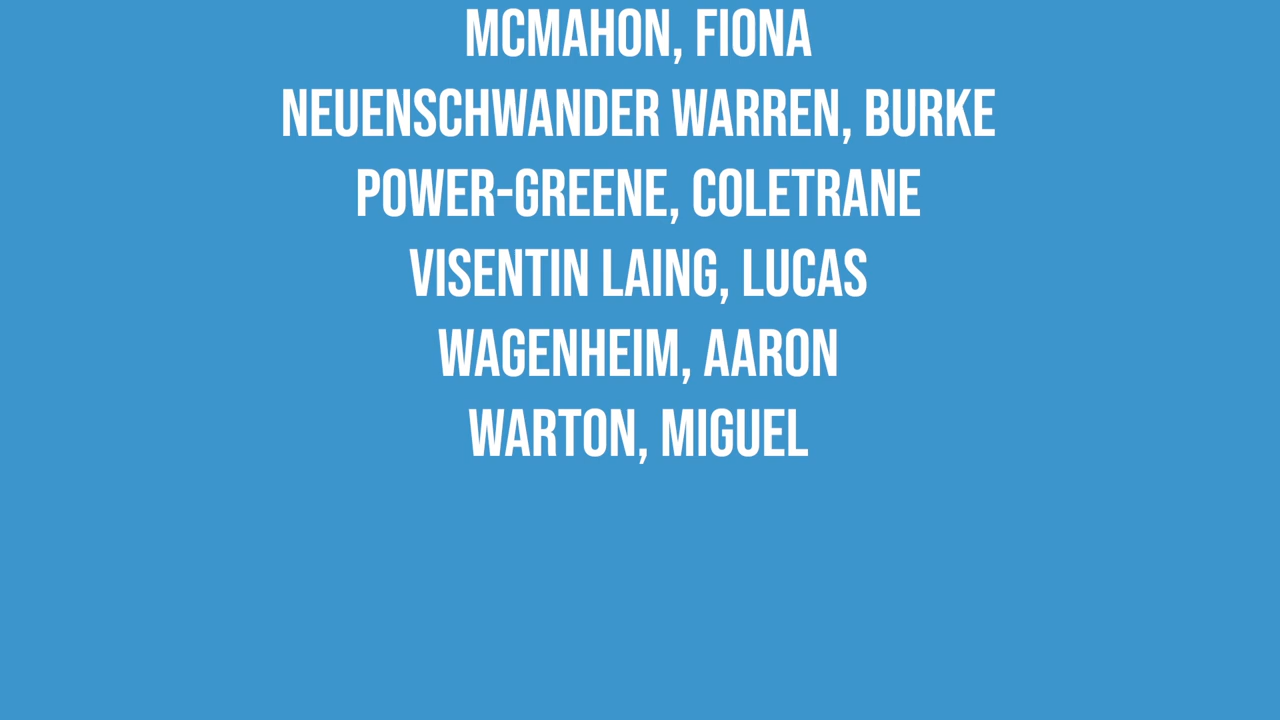 MCMAHON, FIONA
NEUENSCHWANDER WARREN, BURKE
POWER-GREENE, COLETRANE
VISENTIN LAING, LUCAS
WAGENHEIM, AARON
WARTON, MIGUEL